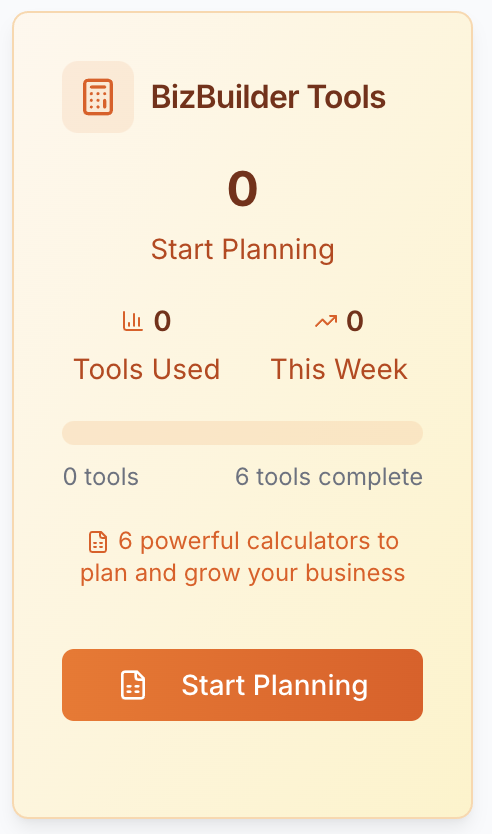 BizBuilder Tools
0
Start Planning
0 0
Tools Used This Week
0 tools 6 tools complete
6 powerful calculators to
plan and grow your business
Start Planning